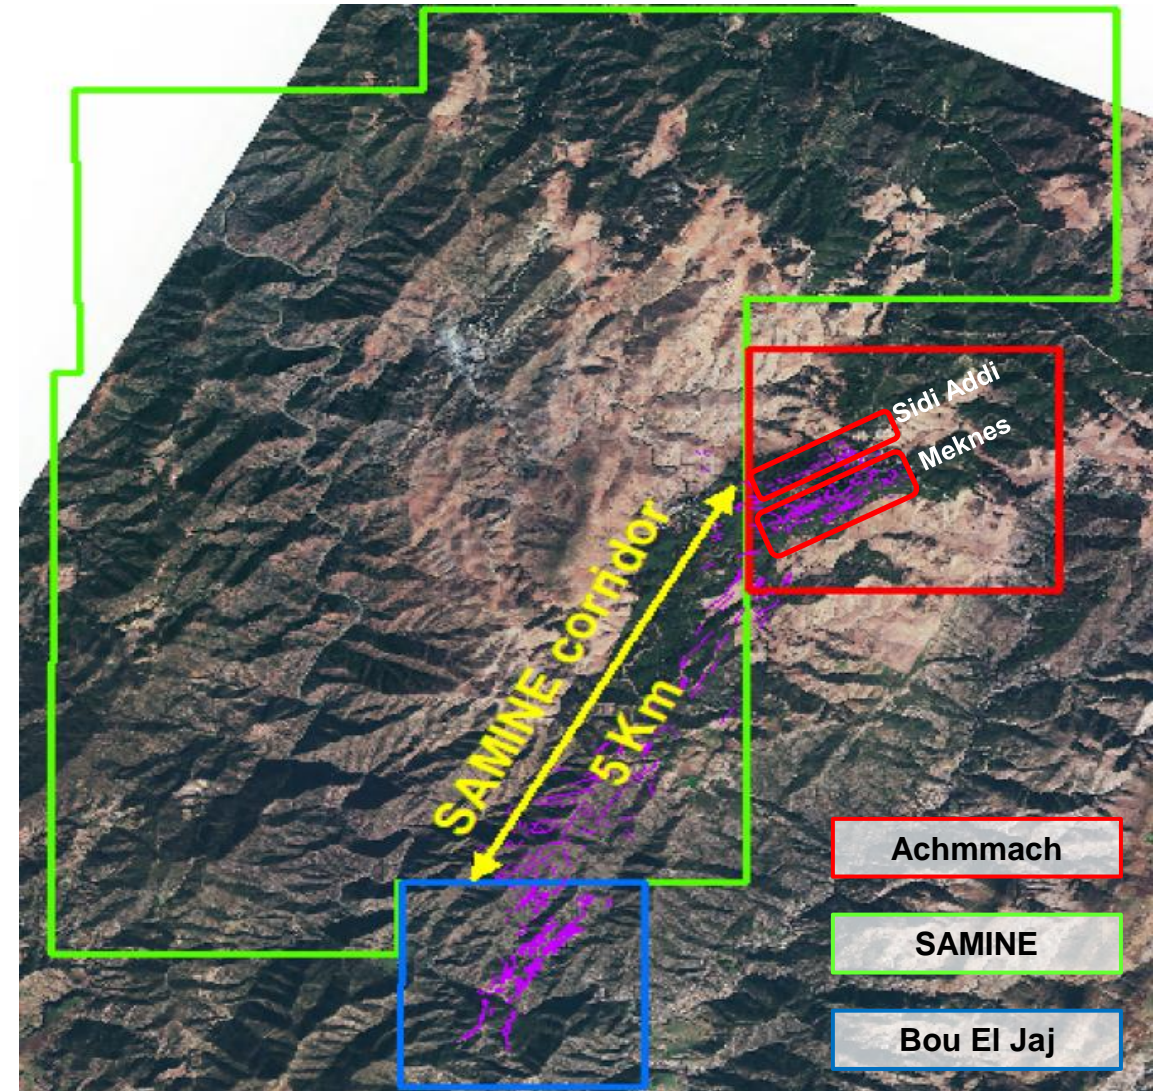 Sidi Addi
Meknes
SAMINE corridor
5 Km
Achmmach
SAMINE
Bou El Jaj